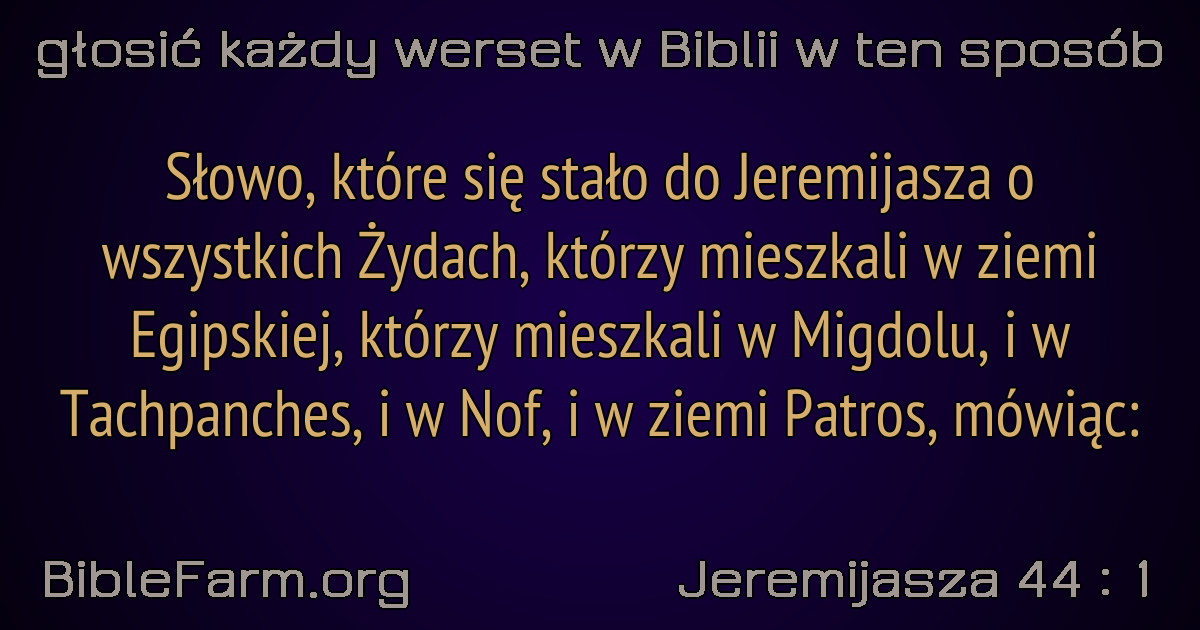 głosić każdy werset w Biblii w ten sposób
Słowo, które się stało do Jeremijasza o
wszystkich Żydach, którzy mieszkali w ziemi
Egipskiej, którzy mieszkali w Migdolu, i w
Tachpanches, i w Nof, i w ziemi Patros, mówiąc:
BibleFarm.org
Jeremijasza 44 : 1